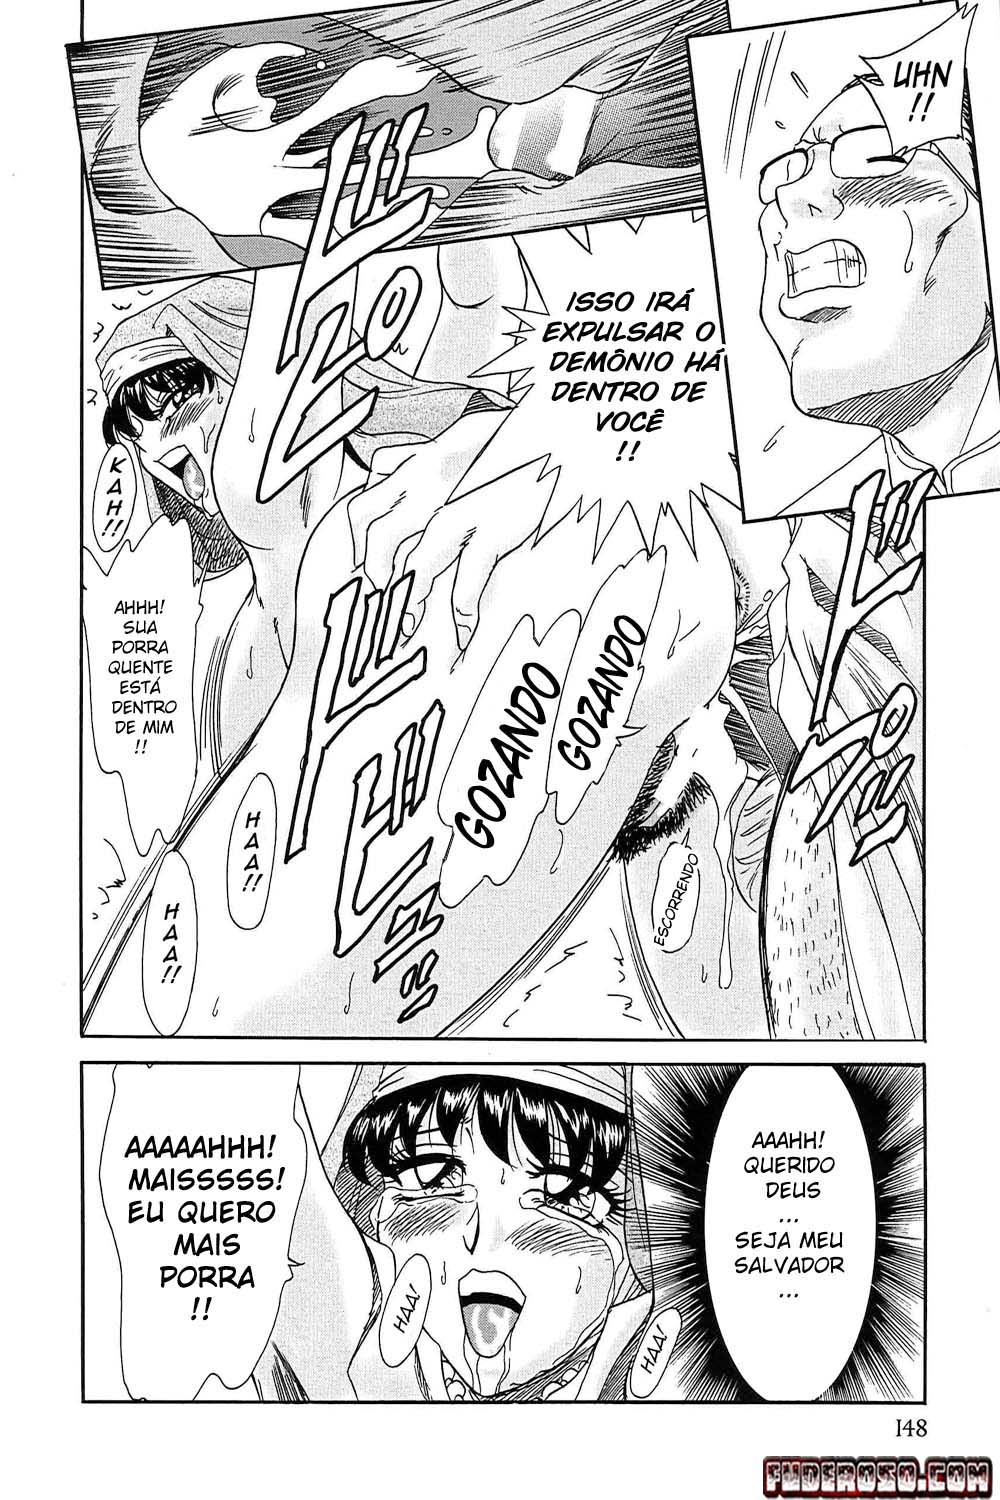 UHN
!!
ISSO IRÁ
EXPULSAR O
DEMÔNIO HÁ
DENTRO DE
VOCÊ
!!
KAH!!
AHHH!
SUA
PORRA
QUENTE
ESTÁ
DENTRO
DE MIM
!!
GOZANDO
GOZANDO
HAA!!
HAA!!
ESCORRENDO
AAAAAHHH!
MAISSSSS!
EU QUERO
MAIS
PORRA
!!
HAA!
HAA!
AAAHH!
QUERIDO
DEUS
...
SEJA MEU
SALVADOR
...
148
FUDEROSO.COM